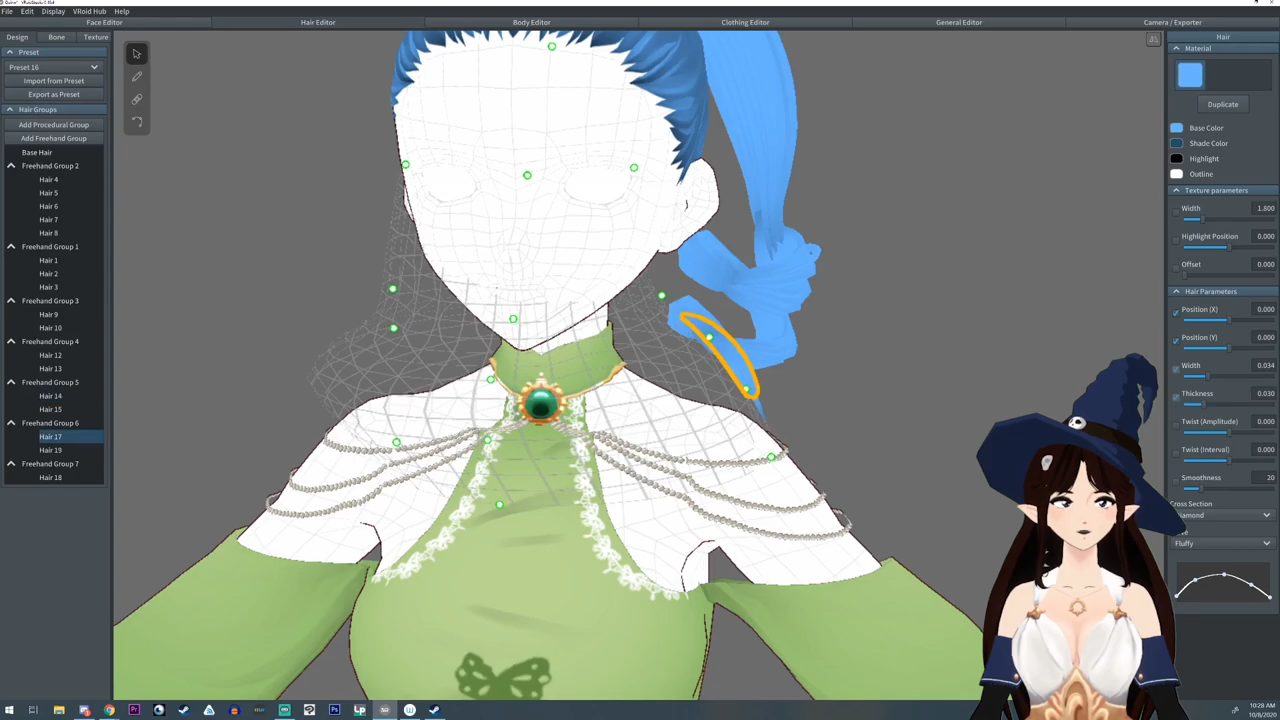 File Edit Display VRoid Hub Help
Face Editor Hair Editor Body Editor Clothing Editor General Editor Camera / Exporter
Design Bone Texture
Preset
Preset 16
Import from Preset
Export as Preset
Hair Groups
Add Procedural Group
Add Freehand Group
Base Hair
Freehand Group 2
Hair 4
Hair 5
Hair 6
Hair 7
Hair 8
Freehand Group 1
Hair 1
Hair 2
Hair 3
Freehand Group 3
Hair 9
Hair 10
Freehand Group 4
Hair 12
Hair 13
Freehand Group 5
Hair 14
Hair 15
Freehand Group 6
Hair 17
Hair 19
Freehand Group 7
Hair 18
Hair
Material
Duplicate
Base Color
Shade Color
Highlight
Outline
Texture parameters
Width 1.800
Highlight Position 0.000
Offset 0.000
Hair Parameters
Position (X) 0.000
Position (Y) 0.000
Width 0.034
Thickness 0.030
Twist (Amplitude) 0.000
Twist (Interval) 0.000
Smoothness 20
Cross Section
Fluffy
10:28 AM
10/8/2020